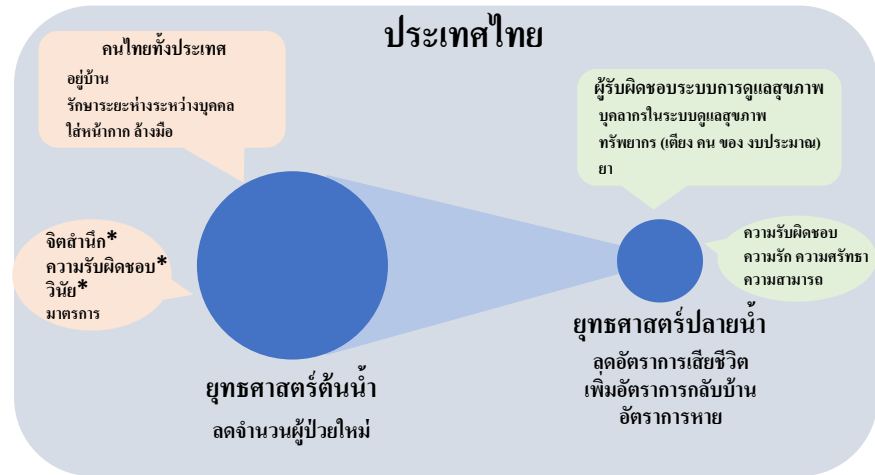 ประเทศไทย
คนไทยทั้งประเทศ
อยู่บ้าน
รักษาระยะห่างระหว่างบุคคล
ใส่หน้ากาก ล้างมือ
ผู้รับผิดชอบระบบการดูแลสุขภาพ
บุคลากรในระบบดูแลสุขภาพ
ทรัพยากร (เตียง คน ของ งบประมาณ)
ยา
จิตสำนึก*
ความรับผิดชอบ*
วินัย*
มาตรการ
ความรับผิดชอบ
ความรัก ความศรัทธา
ความสามารถ
ยุทธศาสตร์ต้นน้ำ
ลดจำนวนผู้ป่วยใหม่
ยุทธศาสตร์ปลายน้ำ
ลดอัตราการเสียชีวิต
เพิ่มอัตราการกลับบ้าน
อัตราการหาย